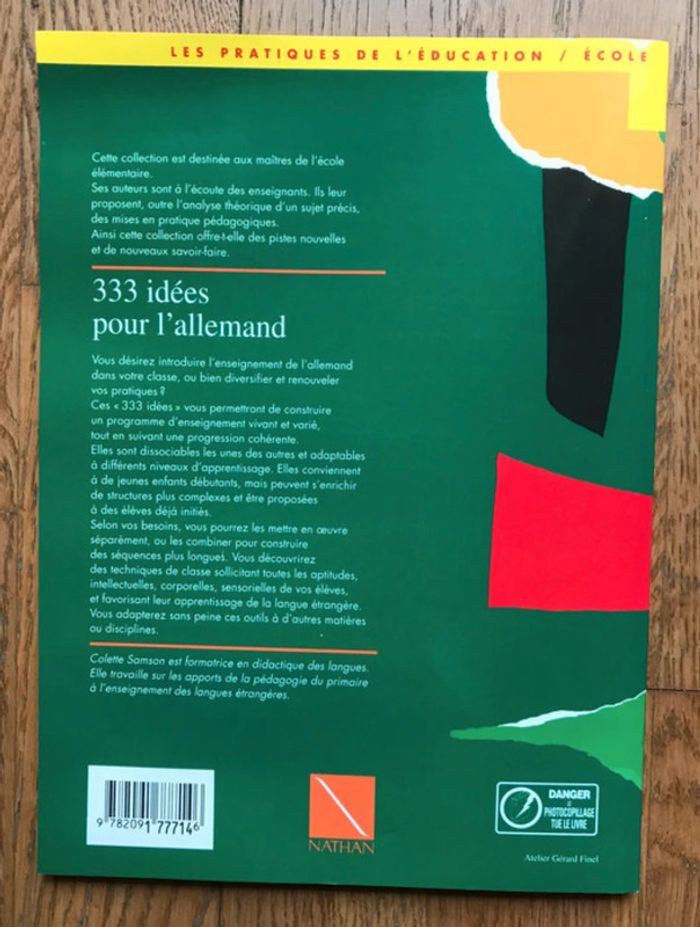 LES PRATIQUES DE L'ÉDUCATION / ÉCOLE
Cette collection est destinée aux maîtres de l'école
élémentaire.
Ses auteurs sont à l'écoute des enseignants. Ils leur
proposent, outre l'analyse théorique d'un sujet précis,
des mises en pratique pédagogiques.
Ainsi cette collection offre-t-elle des pistes nouvelles
et de nouveaux savoir-faire.
333 idées
pour l'allemand
Vous désirez introduire l'enseignement de l'allemand
dans votre classe, ou bien diversifier et renouveler
vos pratiques ?
Ces « 333 idées » vous permettront de construire
un programme d'enseignement vivant et varié,
tout en suivant une progression cohérente.
Elles sont dissociables les unes des autres et adaptables
à différents niveaux d'apprentissage. Elles conviennent
à de jeunes enfants débutants, mais peuvent s'enrichir
de structures plus complexes et être proposées
à des élèves déjà initiés.
Selon vos besoins, vous pourrez les mettre en œuvre
séparément, ou les combiner pour construire
des séquences plus longues. Vous découvrirez
des techniques de classe sollicitant toutes les aptitudes,
intellectuelles, corporelles, sensorielles de vos élèves,
et favorisant leur apprentissage de la langue étrangère.
Vous adapterez sans peine ces outils à d'autres matières
ou disciplines.
Colette Samson est formatrice en didactique des langues.
Elle travaille sur les apports de la pédagogie du primaire
à l'enseignement des langues étrangères.
9 782091 777146
NATHAN
DANGER
LE
PHOTOCOPILLAGE
TUE LE LIVRE
Atelier Gérard Finel